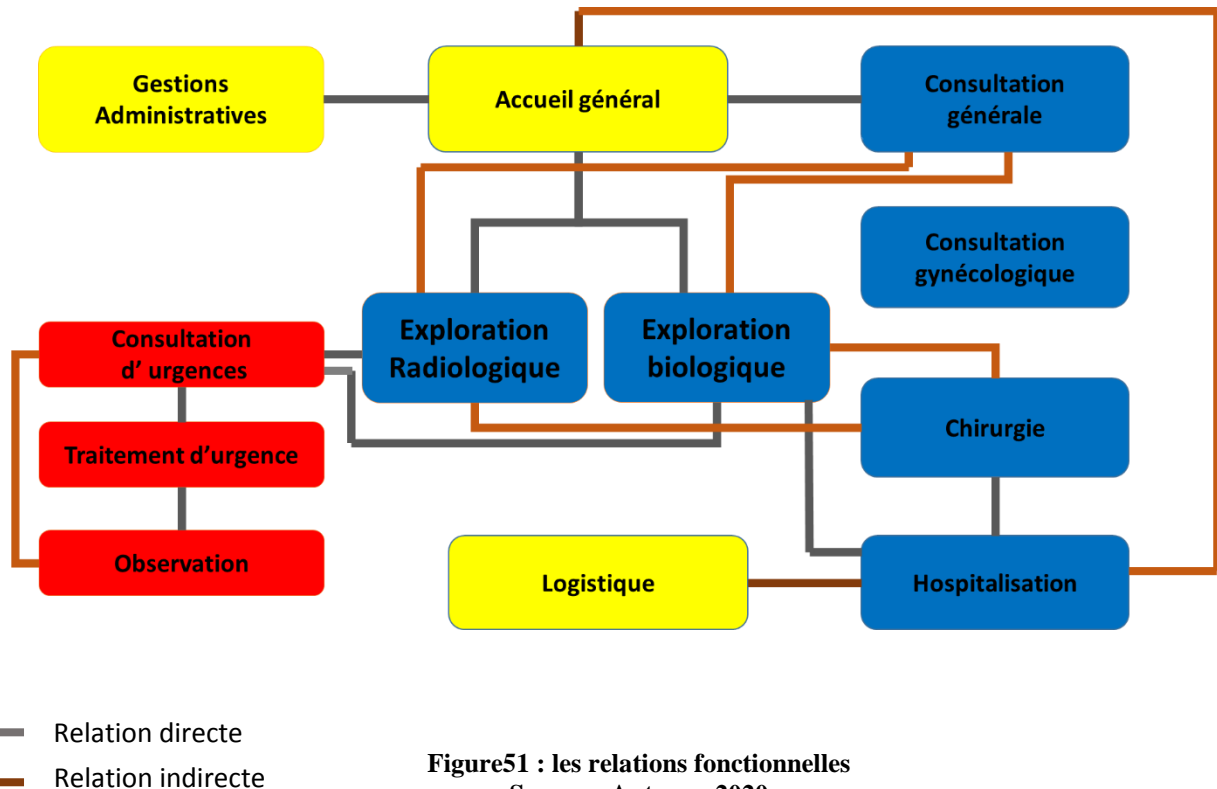 Gestions
Administratives
Accueil général
Consultation
générale
Consultation
gynécologique
Exploration
Radiologique
Exploration
biologique
Consultation
d’ urgences
Traitement d’urgence
Chirurgie
Observation
Logistique
Hospitalisation
Relation directe
Relation indirecte
Figure51 : les relations fonctionnelles